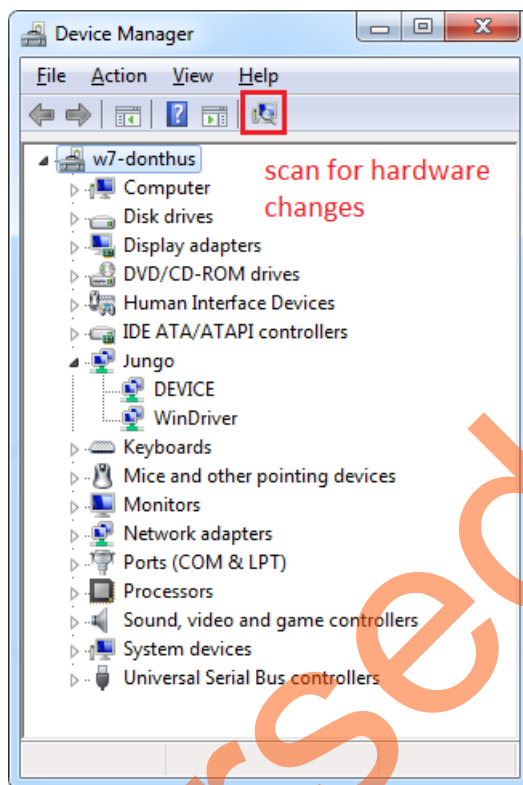 Device Manager
File Action View Help
w7-donthus
scan for hardware
changes
Computer
Disk drives
Display adapters
DVD/CD-ROM drives
Human Interface Devices
IDE ATA/ATAPI controllers
Jungo
DEVICE
WinDriver
Keyboards
Mice and other pointing devices
Monitors
Network adapters
Ports (COM & LPT)
Processors
Sound, video and game controllers
System devices
Universal Serial Bus controllers